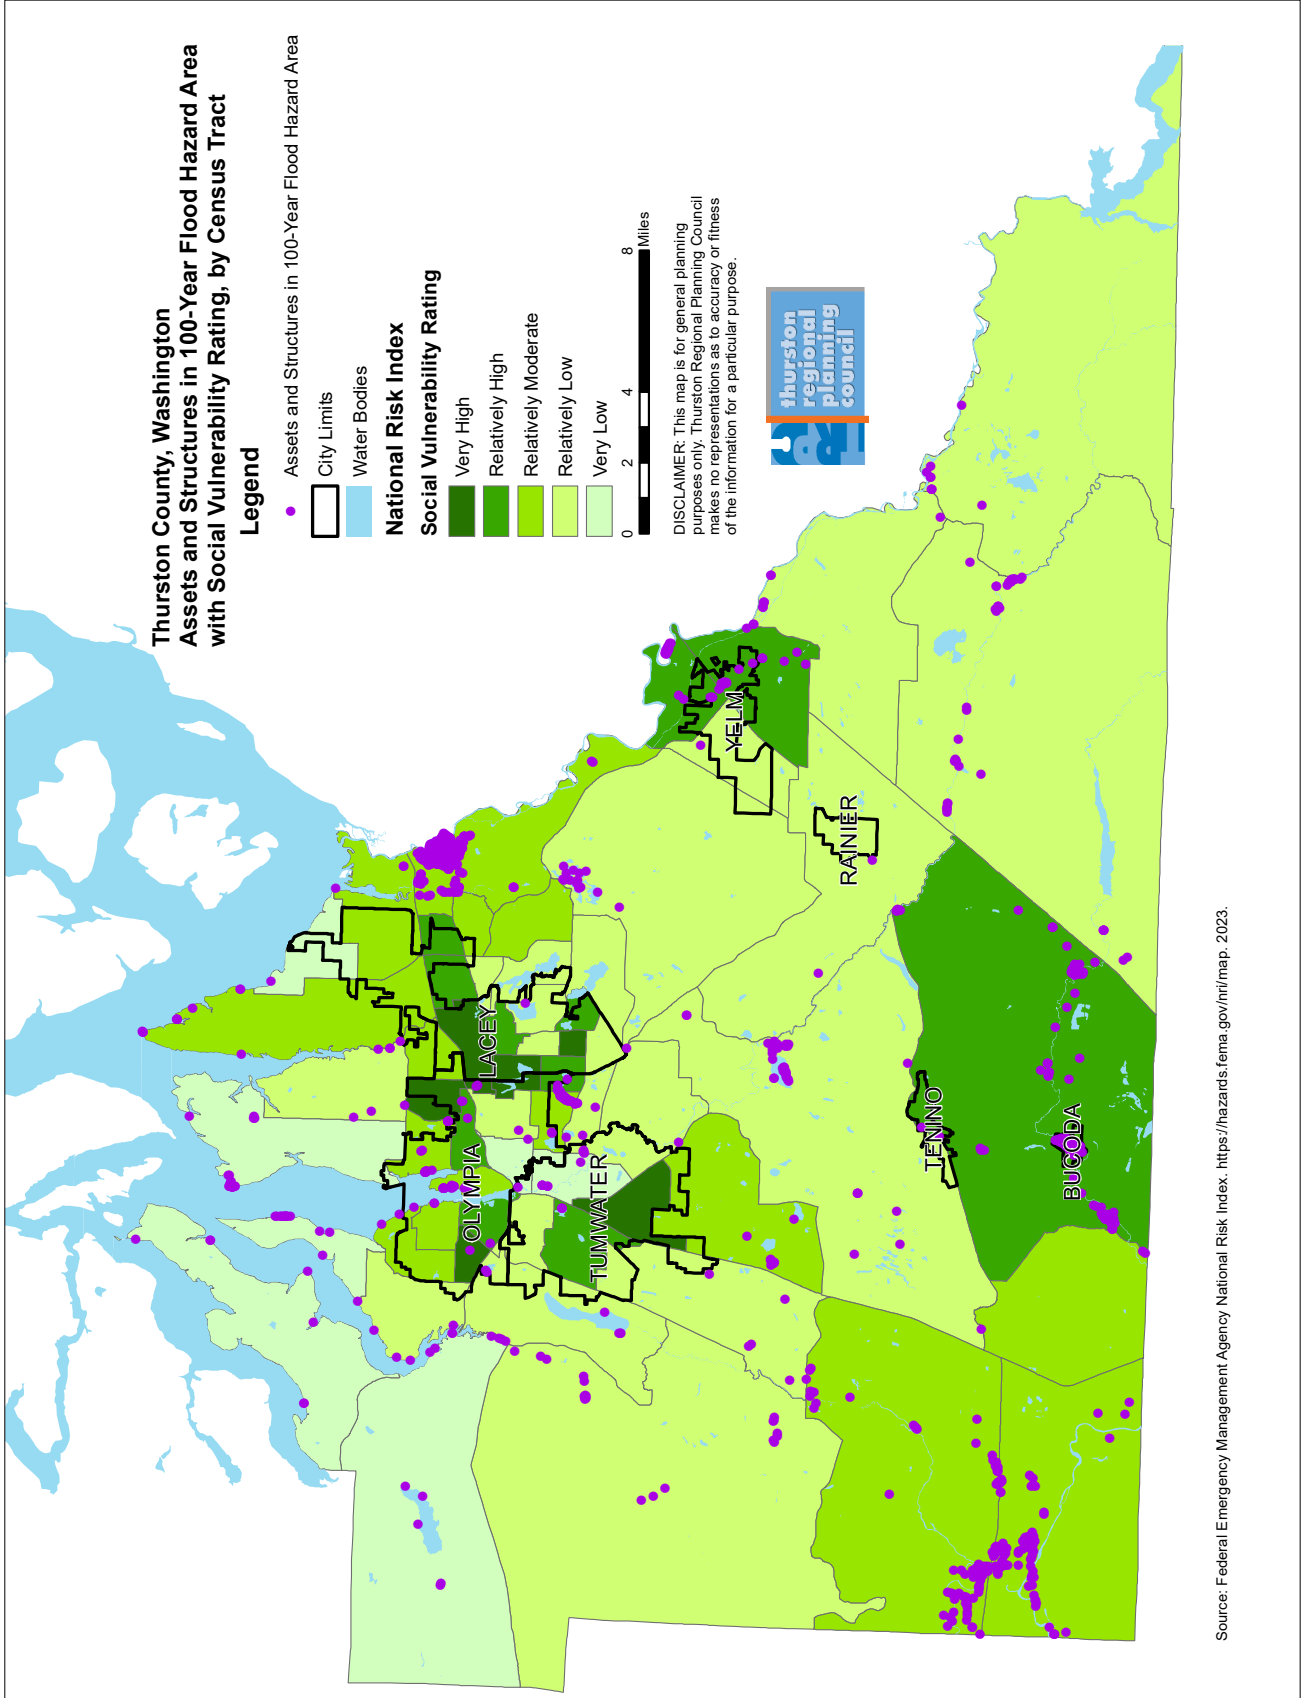 Thurston County, Washington
Assets and Structures in 100-Year Flood Hazard Area
with Social Vulnerability Rating, by Census Tract
Legend
Assets and Structures in 100-Year Flood Hazard Area
City Limits
Water Bodies
National Risk Index
Social Vulnerability Rating
Very High
Relatively High
Relatively Moderate
Relatively Low
Very Low
0 2 4 8
Miles
DISCLAIMER: This map is for general planning
purposes only. Thurston Regional Planning Council
makes no representations as to accuracy or fitness
of the information for a particular purpose.
TRPC
thurston
regional
planning
council
OLYMPIA
LACEY
TUMWATER
YELM
RAINIER
TENINO
BUCODA
Source: Federal Emergency Management Agency National Risk Index. https://hazards.fema.gov/nri/map. 2023.